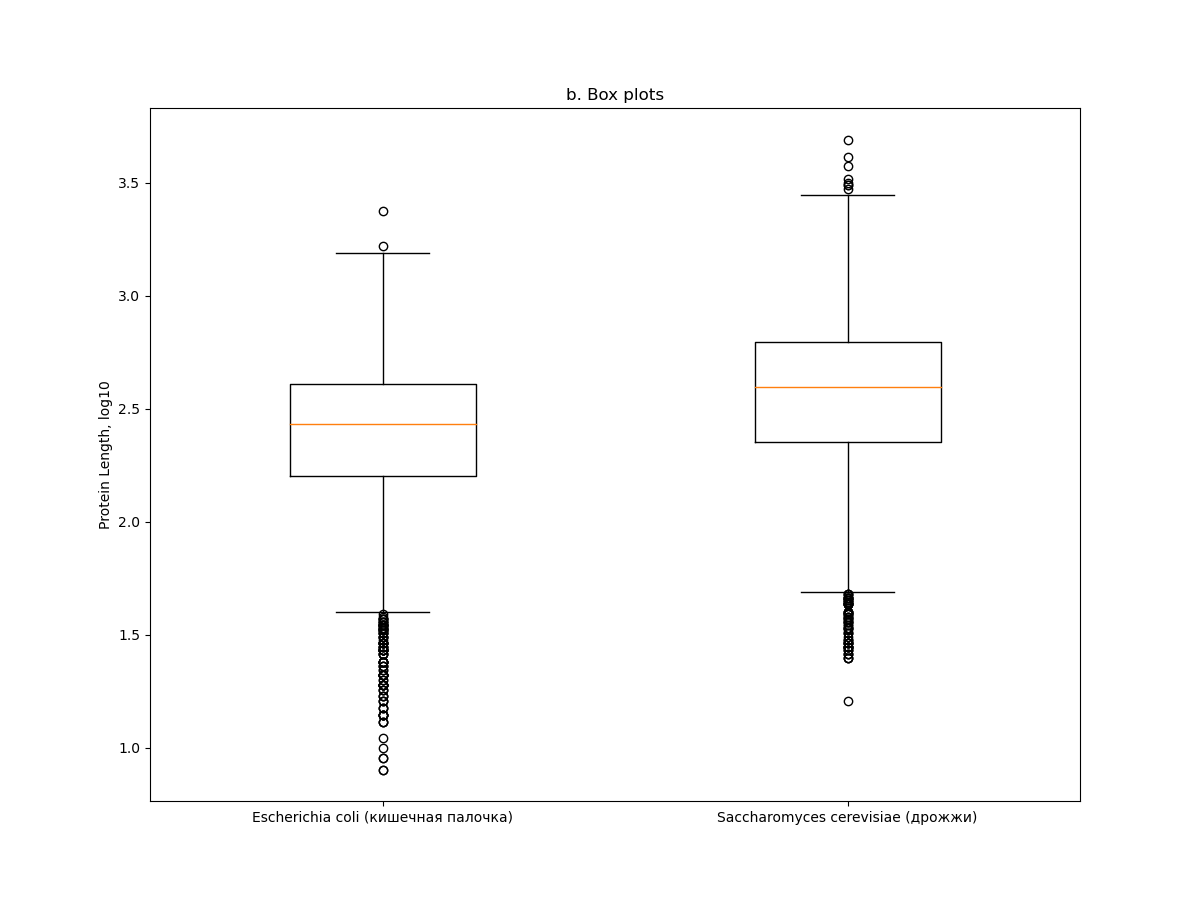 b. Box plots
Protein Length, log10
3.5
3.0
2.5
2.0
1.5
1.0
Escherichia coli (кишечная палочка)
Saccharomyces cerevisiae (дрожжи)